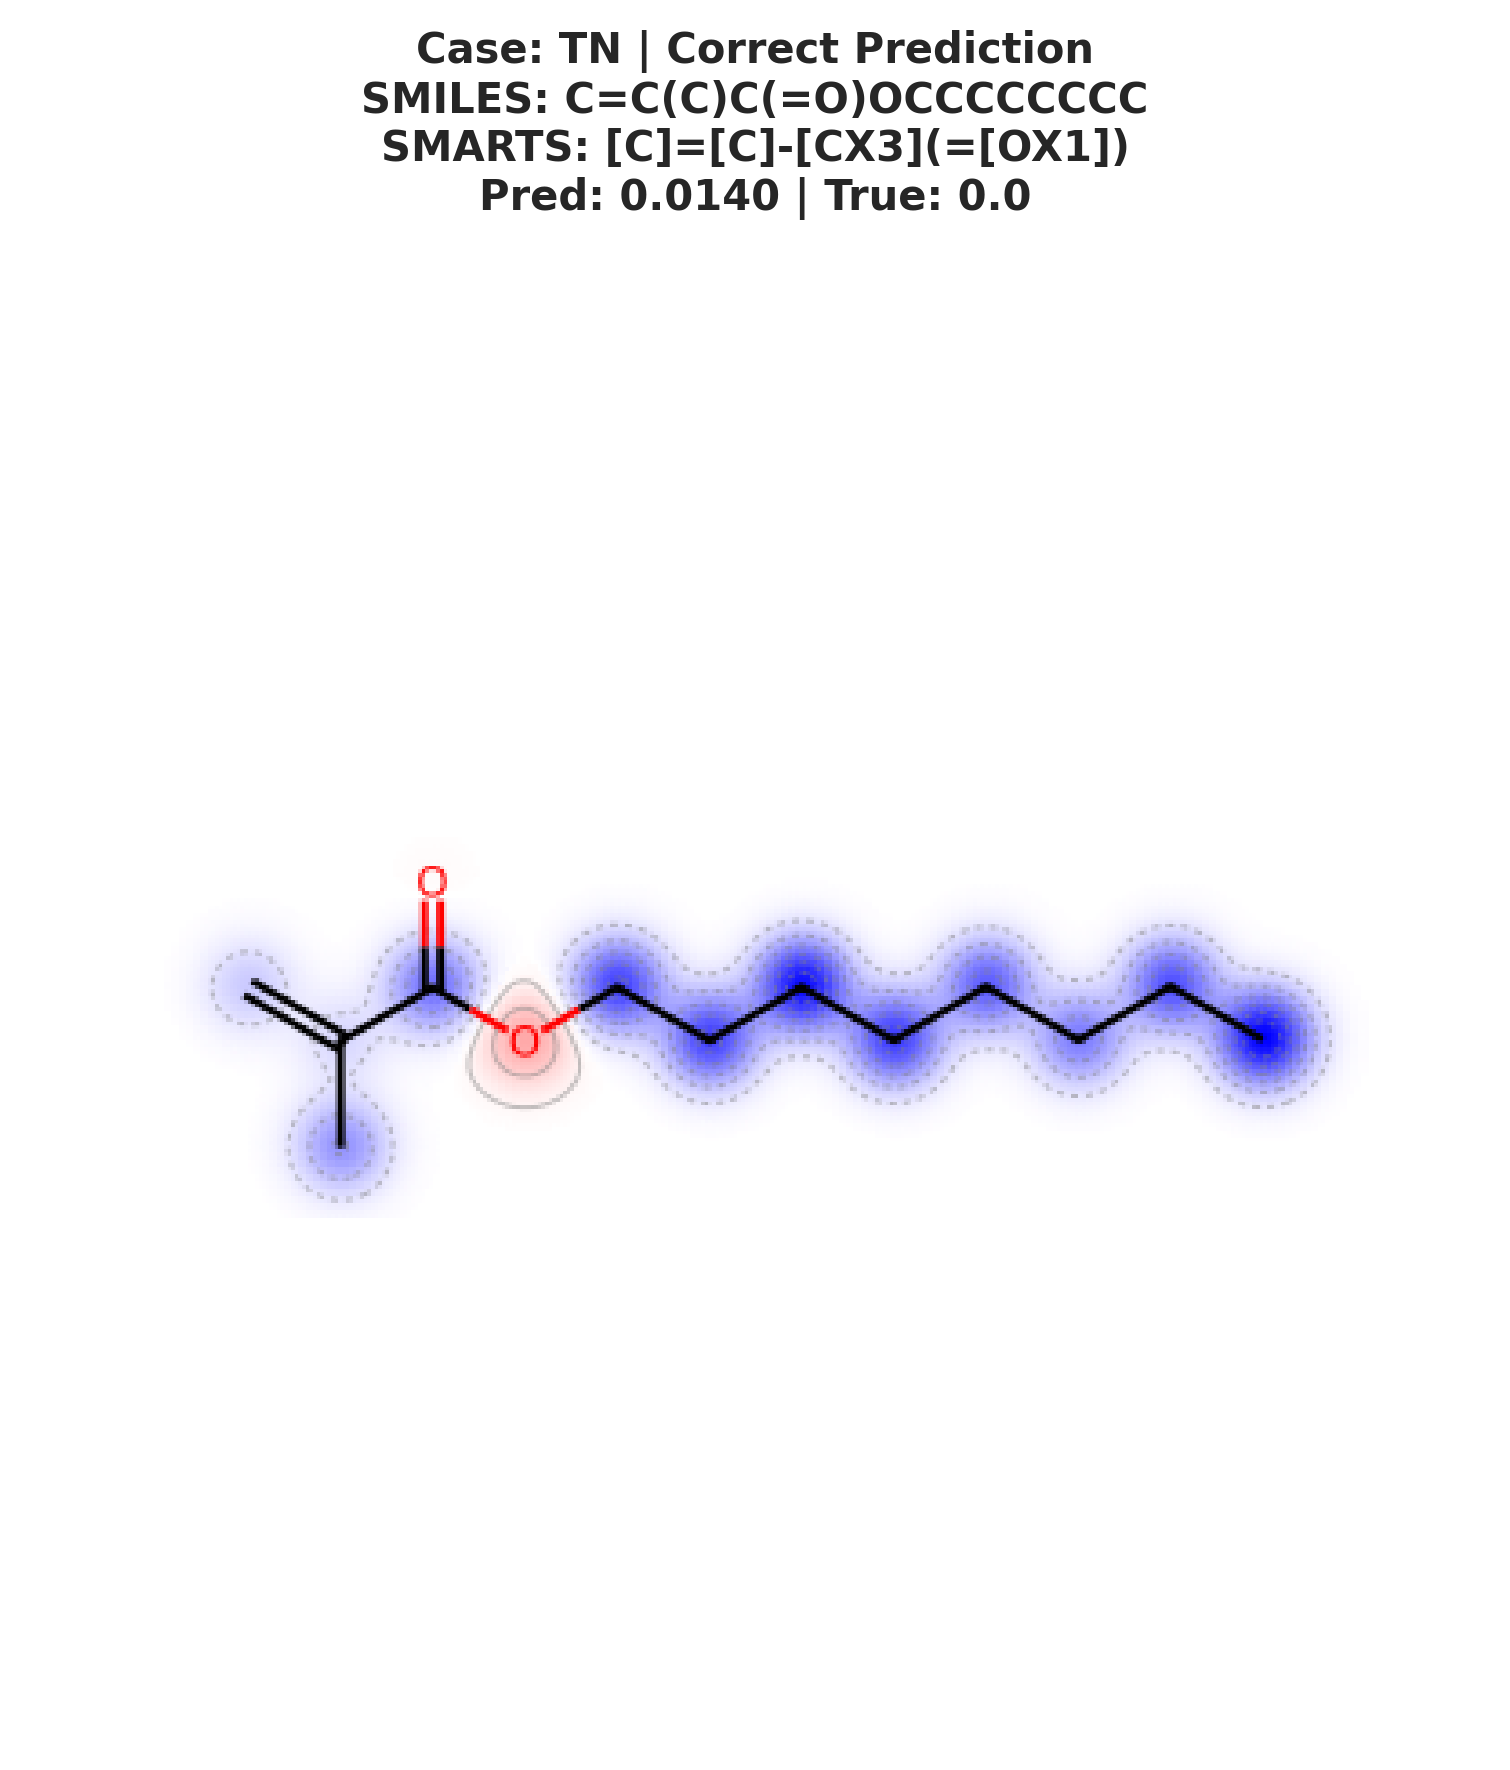 Case: TN | Correct Prediction
SMILES: C=C(C)C(=O)OCCCCCCCC
SMARTS: [C]=[C]-[CX3](=[OX1])
Pred: 0.0140 | True: 0.0
O
O